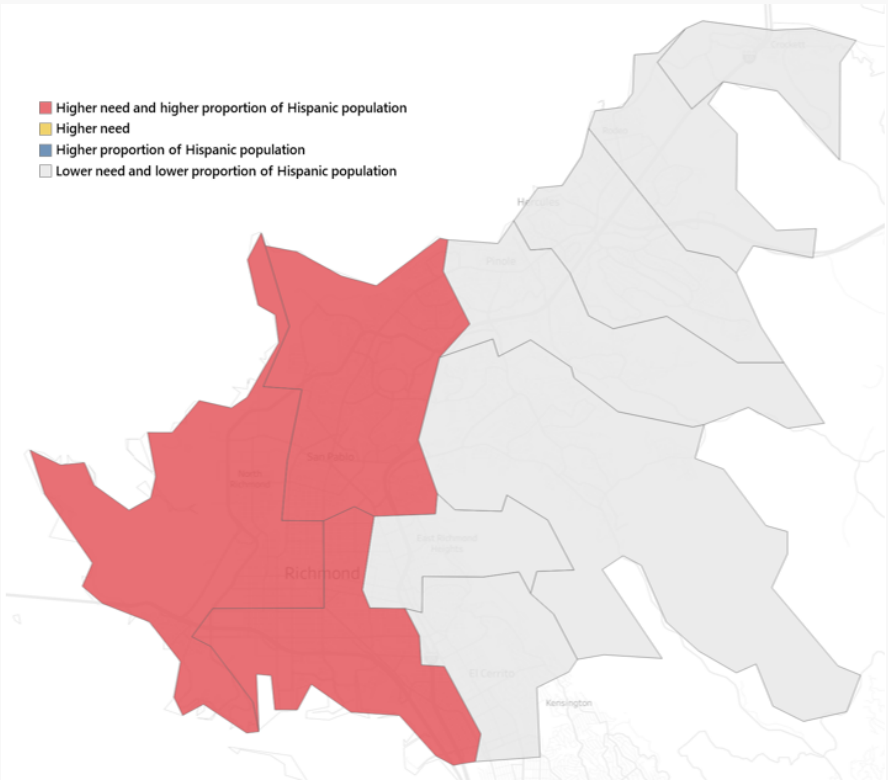 Higher need and higher proportion of Hispanic population
Higher need
Higher proportion of Hispanic population
Lower need and lower proportion of Hispanic population
Rodeo
Hercules
Pinole
San Pablo
North
Richmond
East Richmond
Heights
Richmond
El Cerrito
Kensington